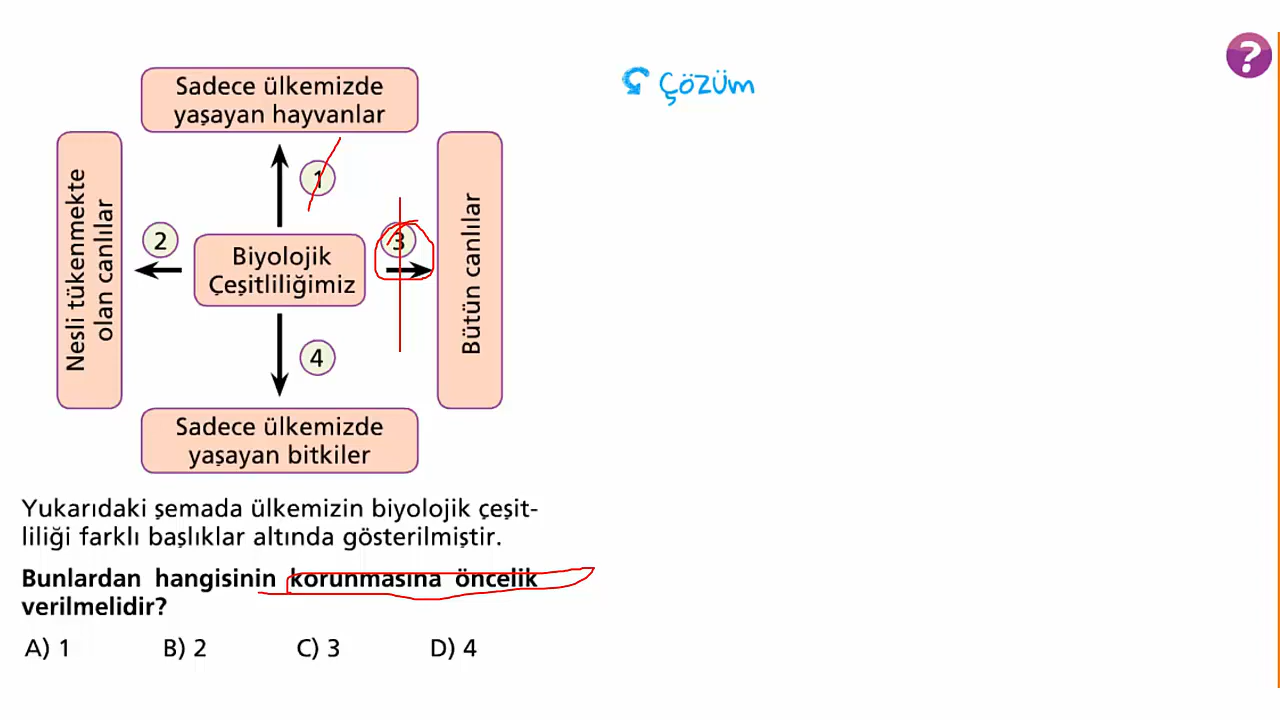 ?
Çözüm
Sadece ülkemizde
yaşayan hayvanlar
1
Nesli tükenmekte
olan canlılar
2
Biyolojik
Çeşitliliğimiz
3
Bütün canlılar
4
Sadece ülkemizde
yaşayan bitkiler
Yukarıdaki şemada ülkemizin biyolojik çeşit-
liliği farklı başlıklar altında gösterilmiştir.
Bunlardan hangisinin korunmasına öncelik
verilmelidir?
A) 1 B) 2 C) 3 D) 4